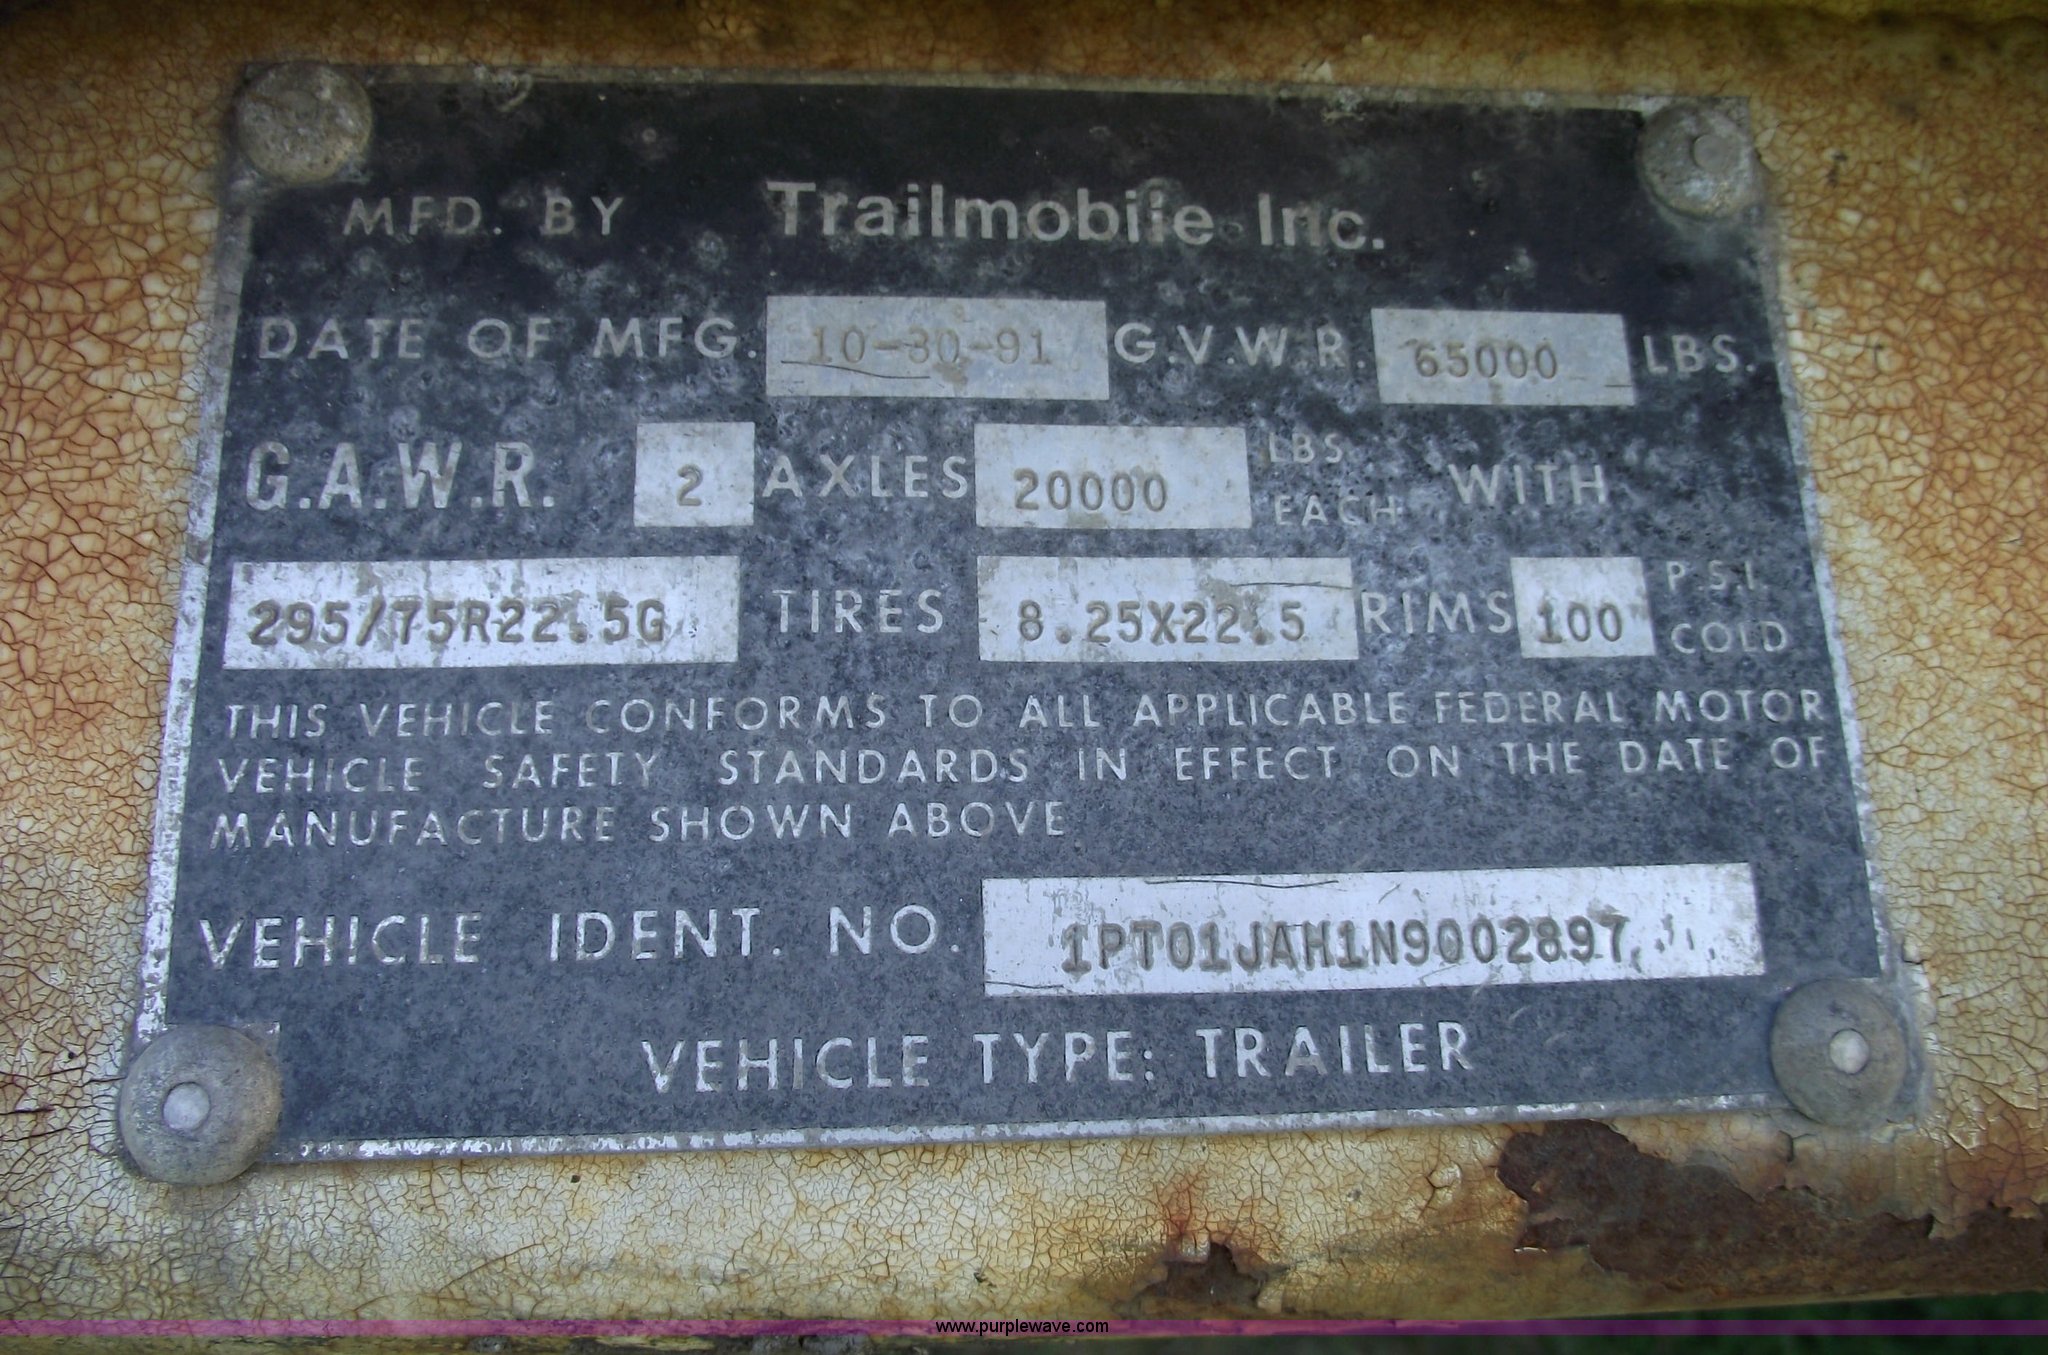 MFD. BY Trailmobile Inc.
DATE OF MFG. 10-30-91 G.V.W.R. 65000 LBS.
G.A.W.R. 2 AXLES 20000 LBS EACH WITH
295/75R22.5G TIRES 8.25X22.5 RIMS 100 P.S.I. COLD
THIS VEHICLE CONFORMS TO ALL APPLICABLE FEDERAL MOTOR
VEHICLE SAFETY STANDARDS IN EFFECT ON THE DATE OF
MANUFACTURE SHOWN ABOVE
VEHICLE IDENT. NO. 1PT01JAH1N9002897
VEHICLE TYPE: TRAILER
www.purplewave.com